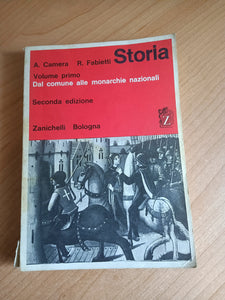 A. Camera R. Fabietti Storia
Volume primo
Dal comune alle monarchie nazionali
Seconda edizione
Zanichelli Bologna